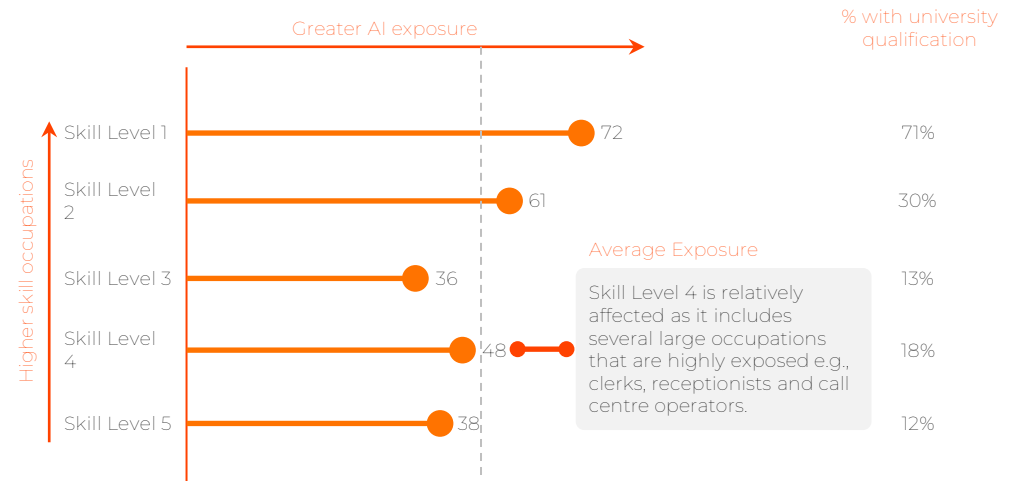 Greater AI exposure
% with university
qualification
Higher skill occupations
Skill Level 1
72
71%
Skill Level
2
61
30%
Average Exposure
Skill Level 3
36
13%
Skill Level 4 is relatively
affected as it includes
several large occupations
that are highly exposed e.g.,
clerks, receptionists and call
centre operators.
Skill Level
4
48
18%
Skill Level 5
38
12%